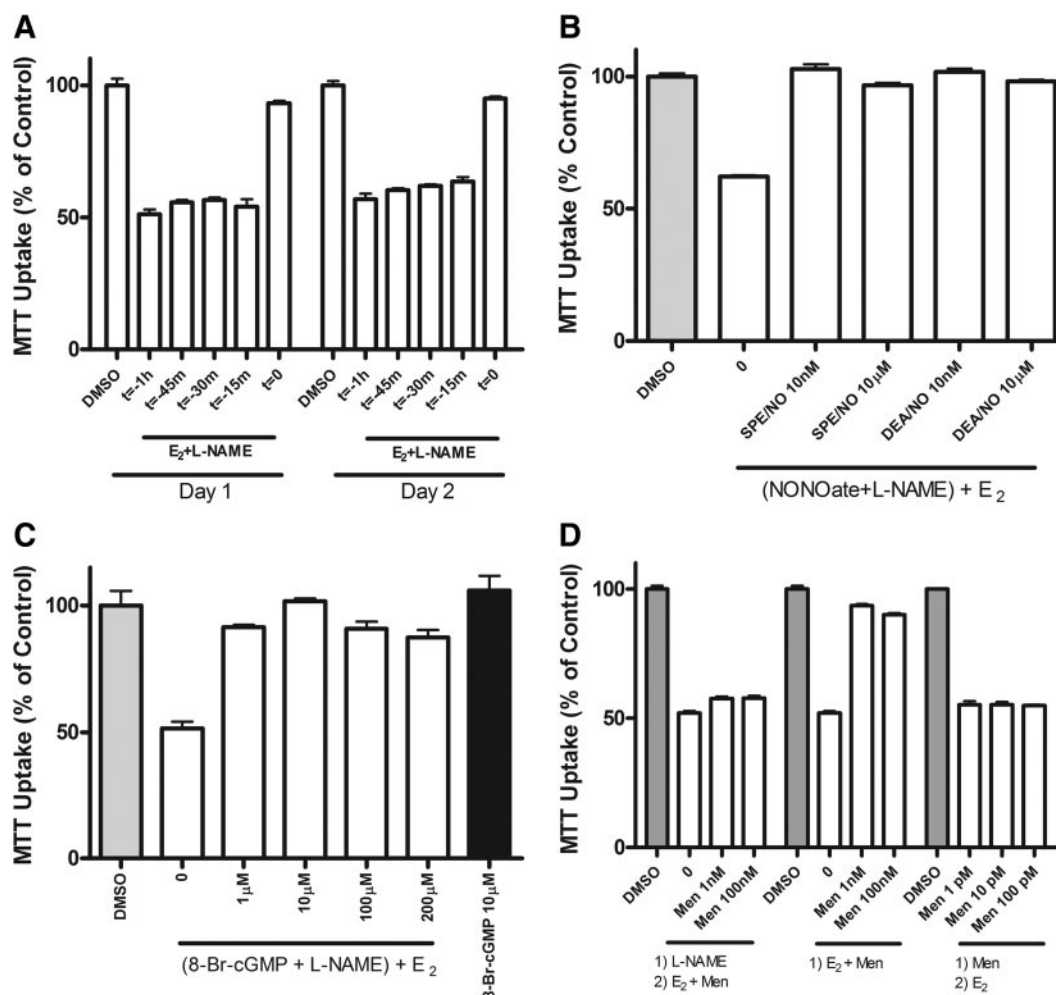 A
MTT Uptake (% of Control)
100
50
0
DMSO
t=-1h
t=-45m
t=-30m
t=-15m
t=0
DMSO
t=-1h
t=-45m
t=-30m
t=-15m
t=0
E₂+L-NAME
E₂+L-NAME
Day 1
Day 2
B
MTT Uptake (% Control)
100
50
0
DMSO
0
SPE/NO 10nM
SPE/NO 10μM
DEA/NO 10nM
DEA/NO 10μM
(NONOate+L-NAME) + E₂
C
MTT Uptake (% of Control)
100
50
0
DMSO
0
1μM
10μM
100μM
200μM
8-Br-cGMP 10μM
(8-Br-cGMP + L-NAME) + E₂
D
MTT Uptake (% of Control)
100
50
0
DMSO
0
Men 1nM
Men 100nM
DMSO
0
Men 1nM
Men 100nM
DMSO
Men 1 pM
Men 10 pM
Men 100 pM
1) L-NAME
2) E₂ + Men
1) E₂ + Men
1) Men
2) E₂